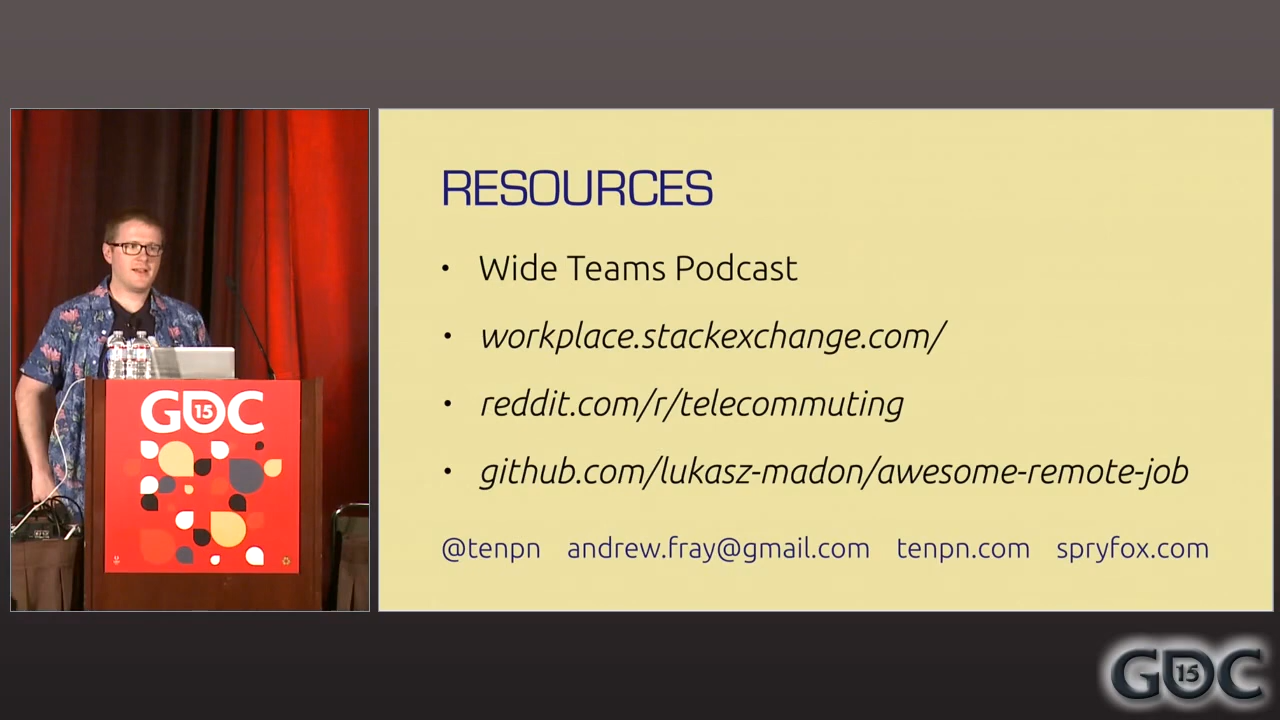 RESOURCES
• Wide Teams Podcast
• workplace.stackexchange.com/
• reddit.com/r/telecommuting
• github.com/lukasz-madon/awesome-remote-job
@tenpn andrew.fray@gmail.com tenpn.com spryfox.com
GDC 15
GDC 15